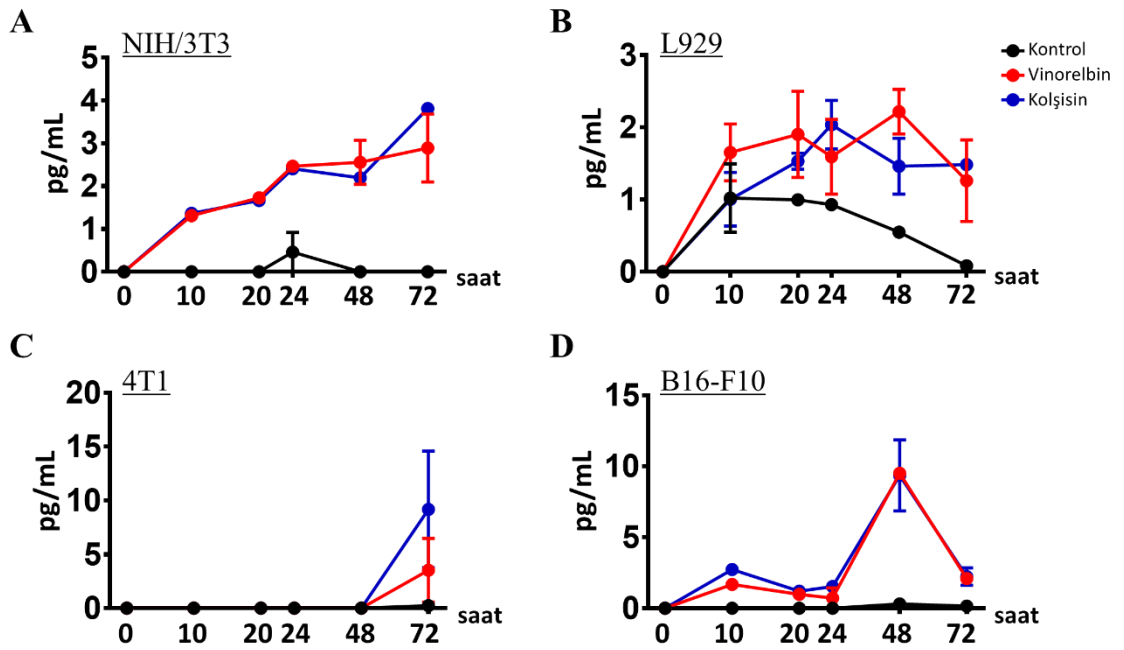 A
NIH/3T3
pg/mL
5
4
3
2
1
0
0 10 20 24 48 72
saat
B
L929
pg/mL
3
2
1
0
0 10 20 24 48 72
saat
Kontrol
Vinorelbin
Kolşisin
C
4T1
pg/mL
20
15
10
5
0
0 10 20 24 48 72
saat
D
B16-F10
pg/mL
15
10
5
0
0 10 20 24 48 72
saat